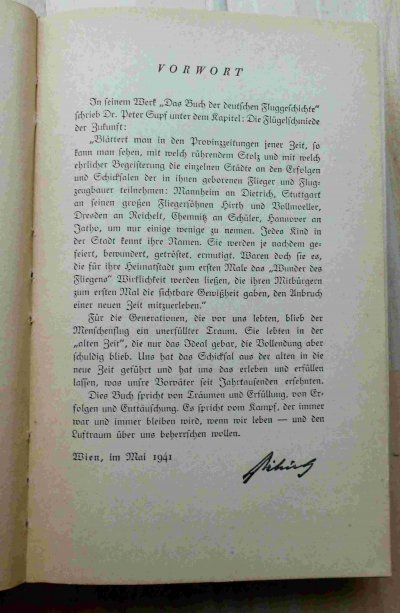 VORWORT
In seinem Werk „Das Buch der deutschen Fluggeschichte“
schrieb Dr. Peter Supf unter dem Kapitel: Die Flügelschmiede
der Zukunft:
„Blättert man in den Provinzzeitungen jener Zeit, so
kann man sehen, mit welch rührendem Stolz und mit welch
ehrlicher Begeisterung die einzelnen Städte an den Erfolgen
und Schicksalen der in ihnen geborenen Flieger und Flug-
zeugbauer teilnehmen: Mannheim an Dietrich, Stuttgart
an seinen großen Fliegersöhnen Hirth und Vollmoeller,
Dresden an Reichelt, Chemnitz an Schüler, Hannover an
Jatho, um nur einige wenige zu nennen. Jedes Kind in
der Stadt kennt ihre Namen. Sie werden je nachdem ge-
feiert, bewundert, getröstet, ermutigt. Waren doch sie es,
die für ihre Heimatstadt zum ersten Male das „Wunder des
Fliegens“ Wirklichkeit werden ließen, die ihren Mitbürgern
zum ersten Mal die sichtbare Gewißheit gaben, den Anbruch
einer neuen Zeit mitzuerleben.“
Für die Generationen, die vor uns lebten, blieb der
Menschenflug ein unerfüllter Traum. Sie lebten in der
„alten Zeit“, die nur das Ideal gebar, die Vollendung aber
schuldig blieb. Uns hat das Schicksal aus der alten in die
neue Zeit geführt und hat uns das erleben und erfüllen
lassen, was unsre Vorväter seit Jahrtausenden ersehnten.
Dies Buch spricht von Träumen und Erfüllung, von Er-
folgen und Enttäuschung. Es spricht vom Kampf, der immer
war und immer bleiben wird, wenn wir leben — und den
Luftraum über uns beherrschen wollen.
Wien, im Mai 1941